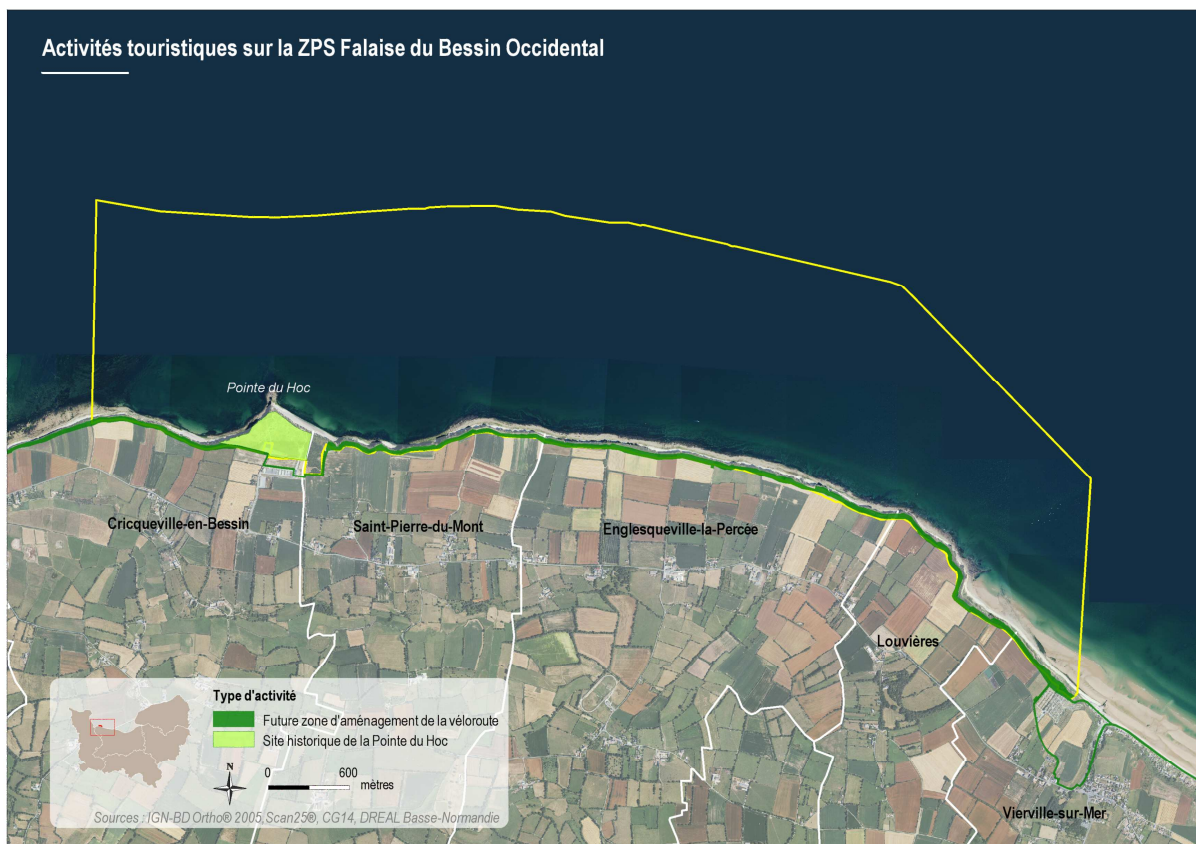 Activités touristiques sur la ZPS Falaise du Bessin Occidental
Pointe du Hoc
Cricqueville-en-Bessin
Saint-Pierre-du-Mont
Englesqueville-la-Percée
Louvières
Vierville-sur-Mer
Type d'activité
Future zone d'aménagement de la véloroute
Site historique de la Pointe du Hoc
N
0 600
mètres
Sources : IGN-BD Ortho® 2005, Scan25®, CG14, DREAL Basse-Normandie